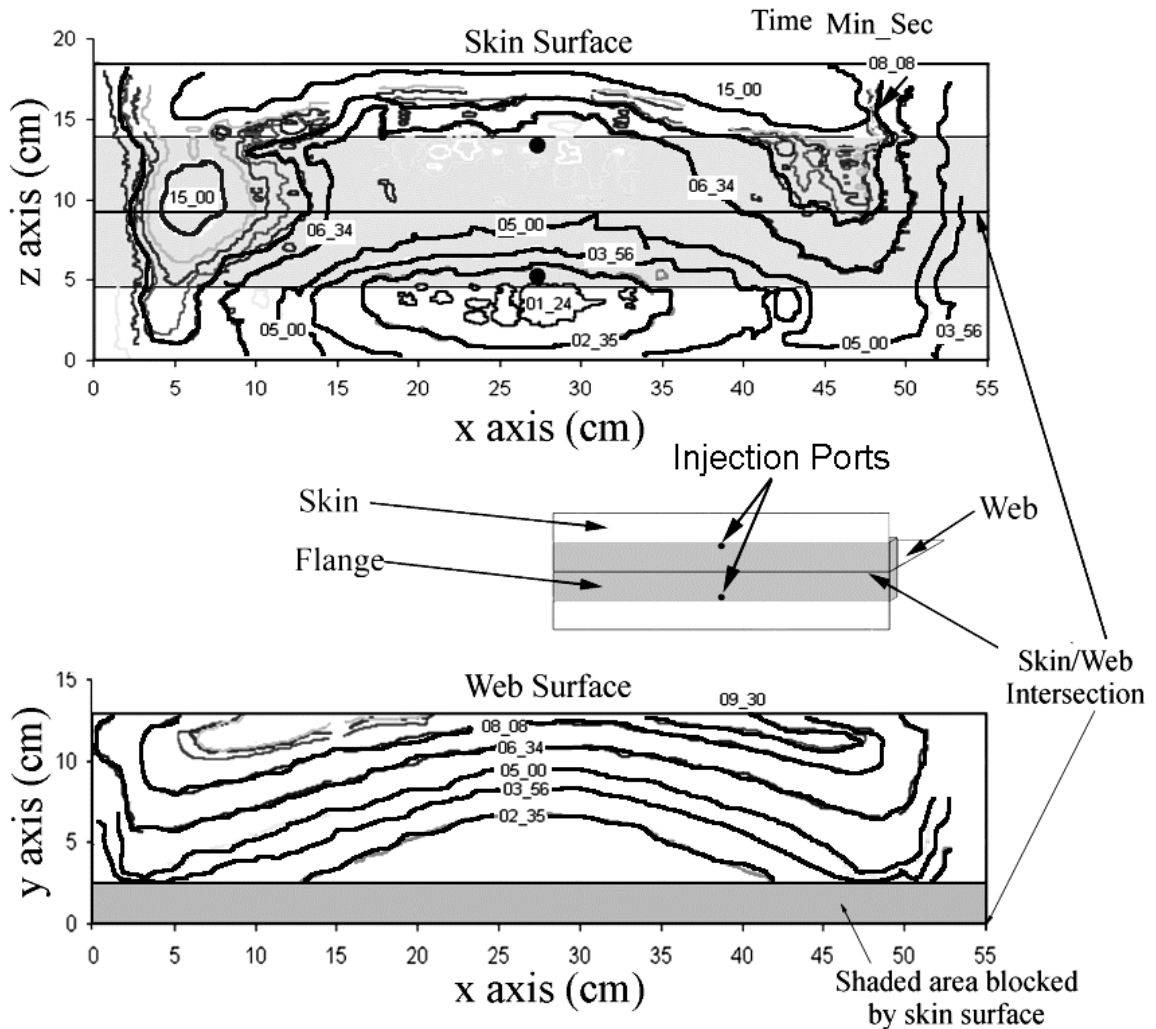 Time Min_Sec
Skin Surface
08_08
20
15
10
5
0
z axis (cm)
15_00
15_00
06_34
06_34
05_00
03_56
01_24
02_35
05_00
05_00
03_56
0 5 10 15 20 25 30 35 40 45 50 55
x axis (cm)
Injection Ports
Skin
Web
Flange
Skin/Web
Intersection
Web Surface
09_30
15
10
5
0
y axis (cm)
08_08
06_34
05_00
03_56
02_35
0 5 10 15 20 25 30 35 40 45 50 55
x axis (cm)
Shaded area blocked
by skin surface